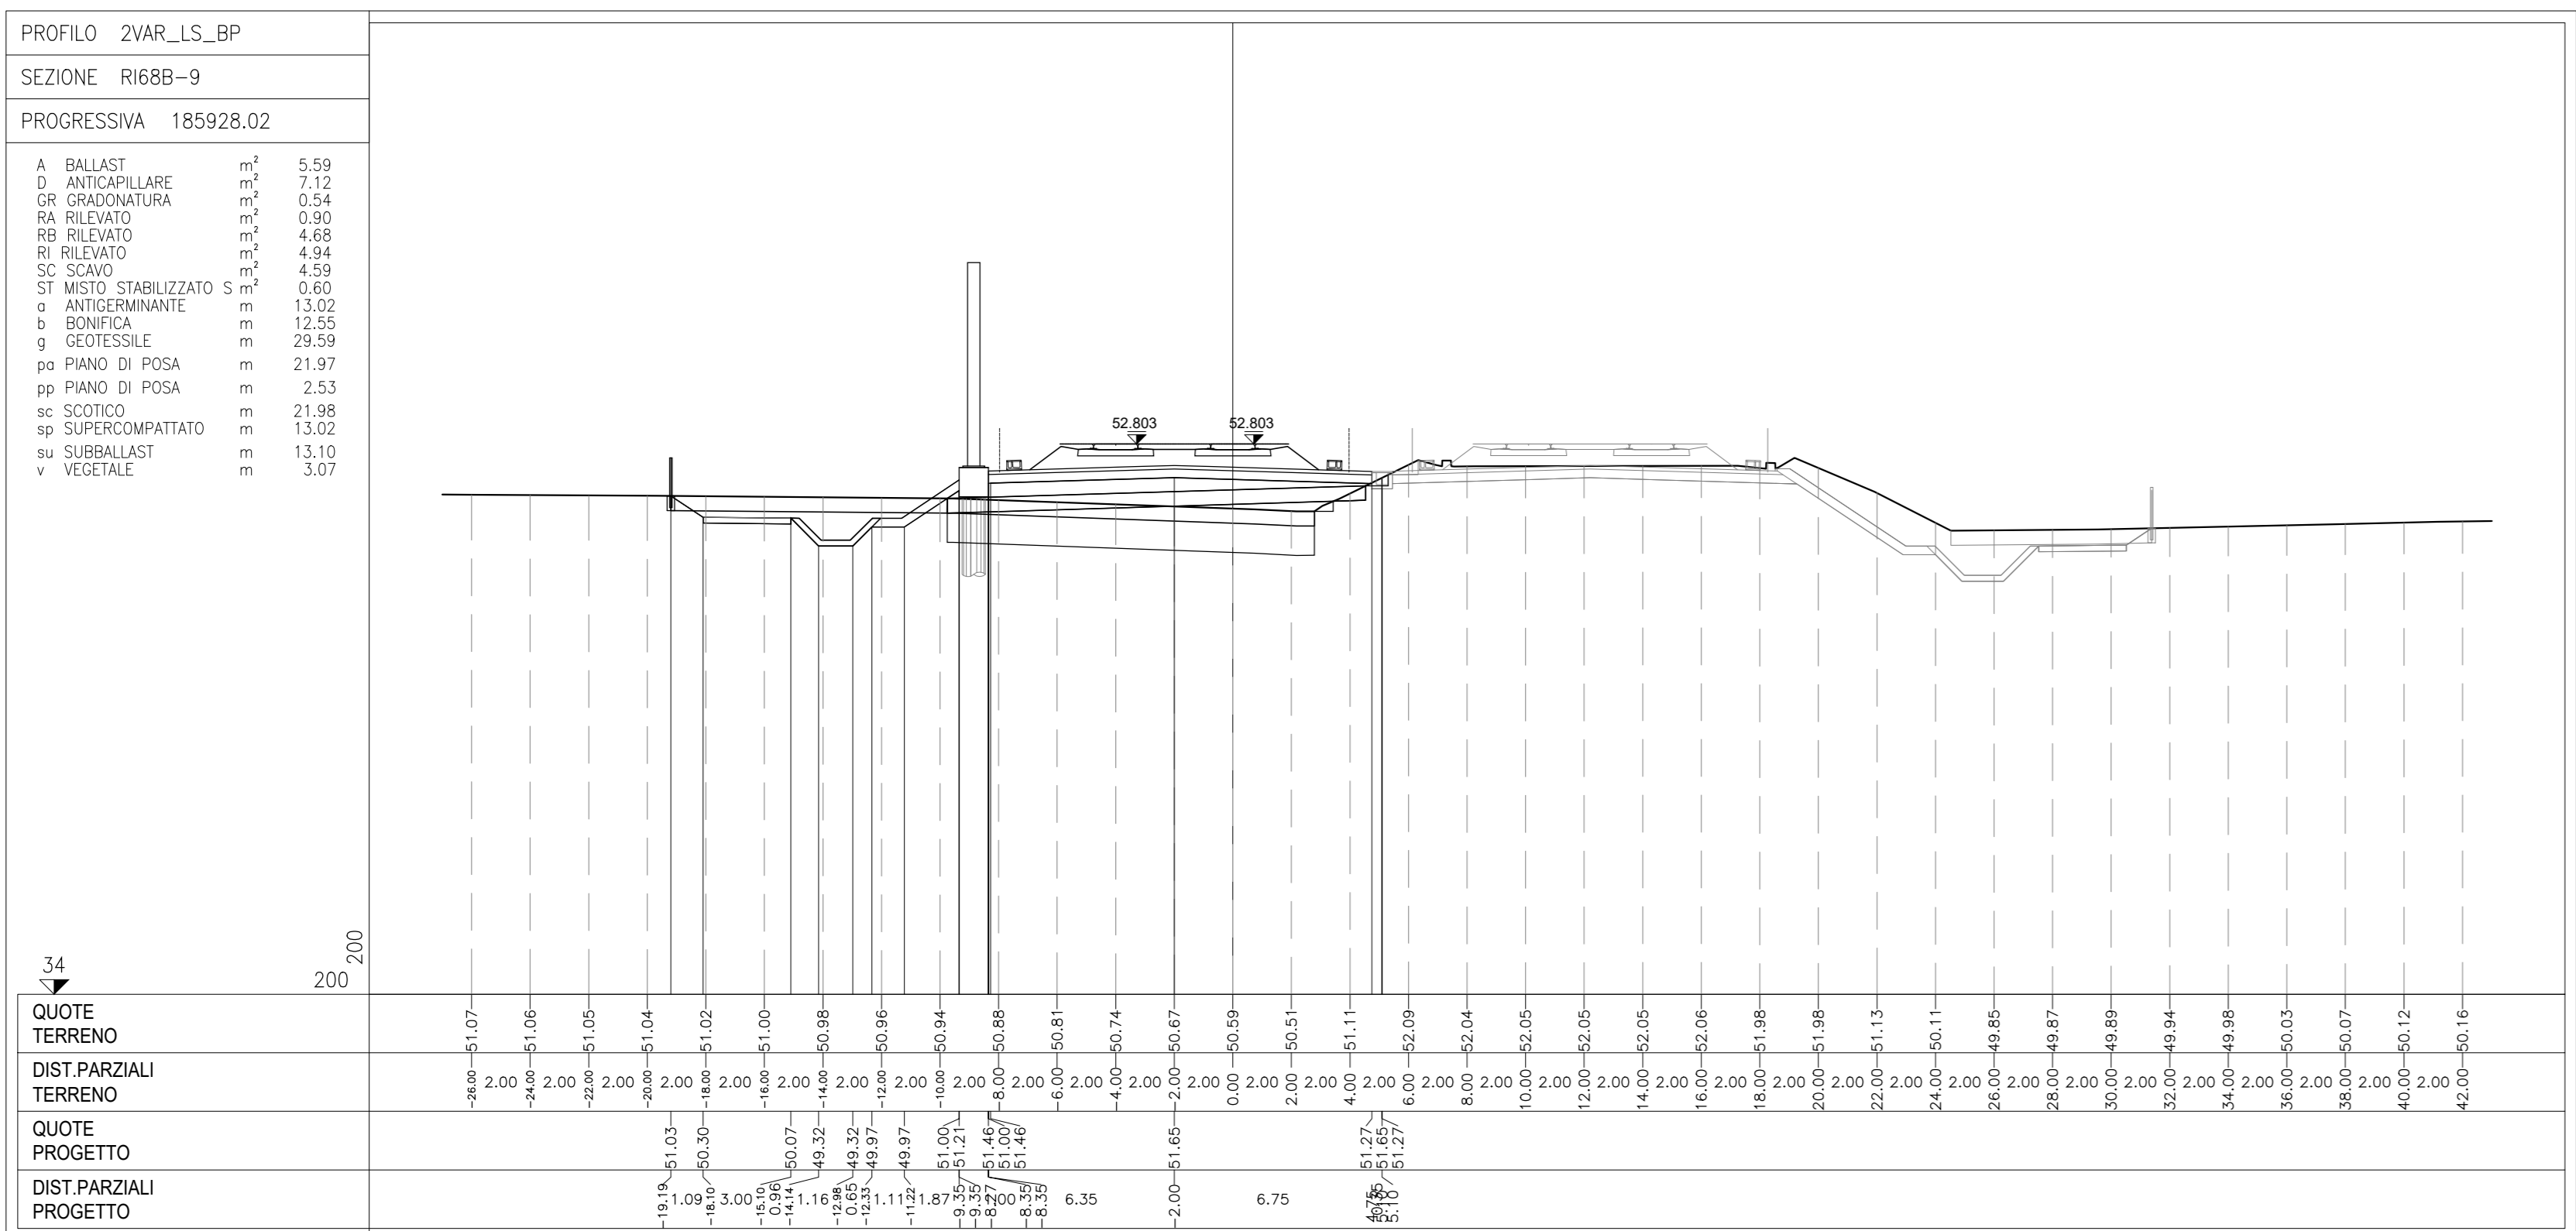 PROFILO 2VAR_LS_BP
SEZIONE RI68B-9
PROGRESSIVA 185928.02
A BALLAST m² 5.59
D ANTICAPILLARE m² 7.12
GR GRADONATURA m² 0.54
RA RILEVATO m² 0.90
RB RILEVATO m² 4.68
RI RILEVATO m² 4.94
SC SCAVO m² 4.59
ST MISTO STABILIZZATO S m² 0.60
a ANTIGERMINANTE m 13.02
b BONIFICA m 12.55
g GEOTESSILE m 29.59
pa PIANO DI POSA m 21.97
pp PIANO DI POSA m 2.53
sc SCOTICO m 21.98
sp SUPERCOMPATTATO m 13.02
su SUBBALLAST m 13.10
v VEGETALE m 3.07
52.803 52.803
34
200
200
QUOTE
TERRENO
51.07 51.06 51.05 51.04 51.02 51.00 50.98 50.96 50.94 50.88 50.81 50.74 50.67 50.59 50.51 51.11 52.09 52.04 52.05 52.05 52.05 52.06 51.98 51.98 51.13 50.11 49.85 49.87 49.89 49.94 49.98 50.03 50.07 50.12 50.16
DIST.PARZIALI
TERRENO
-26.00 2.00 -24.00 2.00 -22.00 2.00 -20.00 2.00 -18.00 2.00 -16.00 2.00 -14.00 2.00 -12.00 2.00 -10.00 2.00 -8.00 2.00 -6.00 2.00 -4.00 2.00 -2.00 2.00 0.00 2.00 2.00 2.00 4.00 2.00 6.00 2.00 8.00 2.00 10.00 2.00 12.00 2.00 14.00 2.00 16.00 2.00 18.00 2.00 20.00 2.00 22.00 2.00 24.00 2.00 26.00 2.00 28.00 2.00 30.00 2.00 32.00 2.00 34.00 2.00 36.00 2.00 38.00 2.00 40.00 2.00 42.00
QUOTE
PROGETTO
51.03 50.30 50.07 49.32 49.32 49.97 49.97 51.00 51.21 51.46 51.00 51.46 51.65 51.27 51.65 51.27
DIST.PARZIALI
PROGETTO
-19.19 1.09 -18.10 3.00 -15.10 0.96 -14.14 1.16 -12.98 0.65 -12.33 1.11 -11.22 1.87 -9.35 -9.35 -8.27 -8.35 -8.35 6.35 -2.00 6.75 4.75 5.10